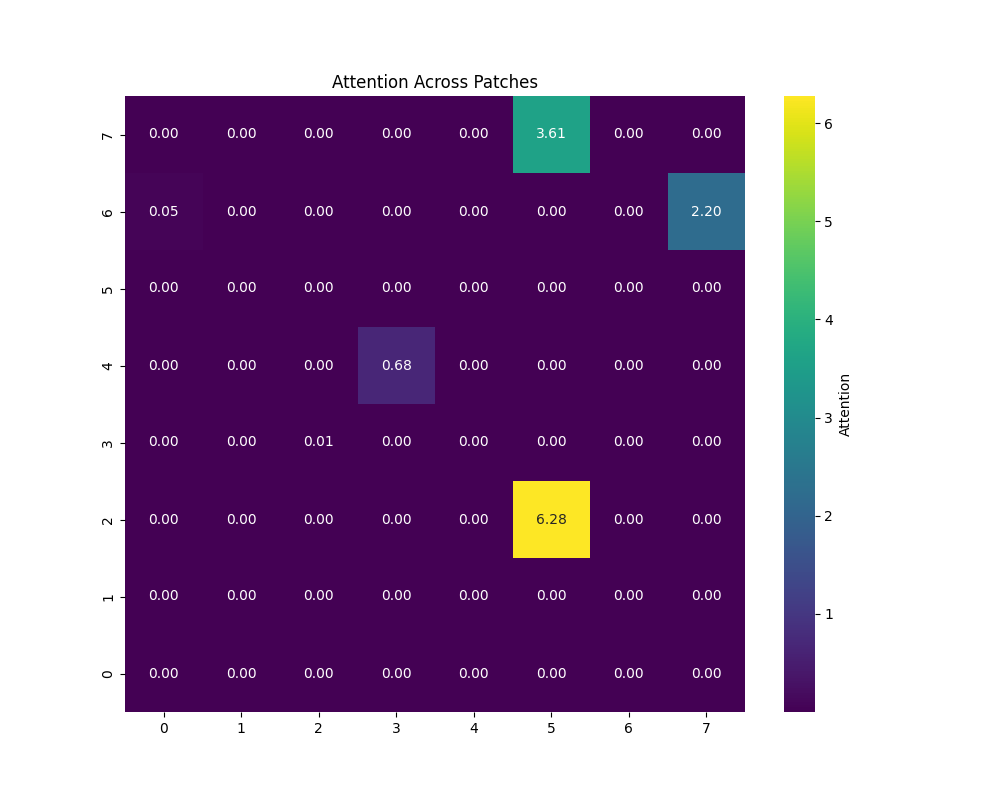 Attention Across Patches
7 0.00 0.00 0.00 0.00 0.00 3.61 0.00 0.00
6 0.05 0.00 0.00 0.00 0.00 0.00 0.00 2.20
5 0.00 0.00 0.00 0.00 0.00 0.00 0.00 0.00
4 0.00 0.00 0.00 0.68 0.00 0.00 0.00 0.00
3 0.00 0.00 0.01 0.00 0.00 0.00 0.00 0.00
2 0.00 0.00 0.00 0.00 0.00 6.28 0.00 0.00
1 0.00 0.00 0.00 0.00 0.00 0.00 0.00 0.00
0 0.00 0.00 0.00 0.00 0.00 0.00 0.00 0.00
0 1 2 3 4 5 6 7
6
5
4
3
2
1
Attention